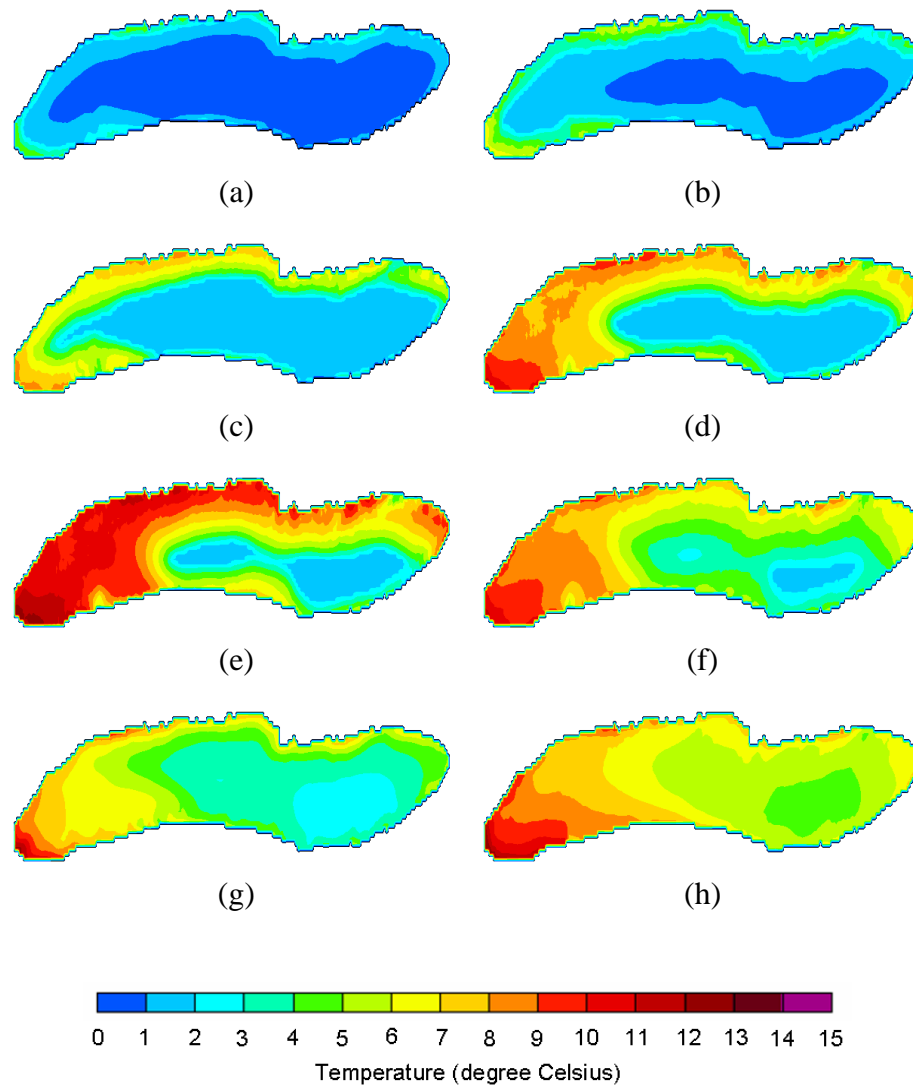 (a) (b)
(c) (d)
(e) (f)
(g) (h)
0 1 2 3 4 5 6 7 8 9 10 11 12 13 14 15
Temperature (degree Celsius)